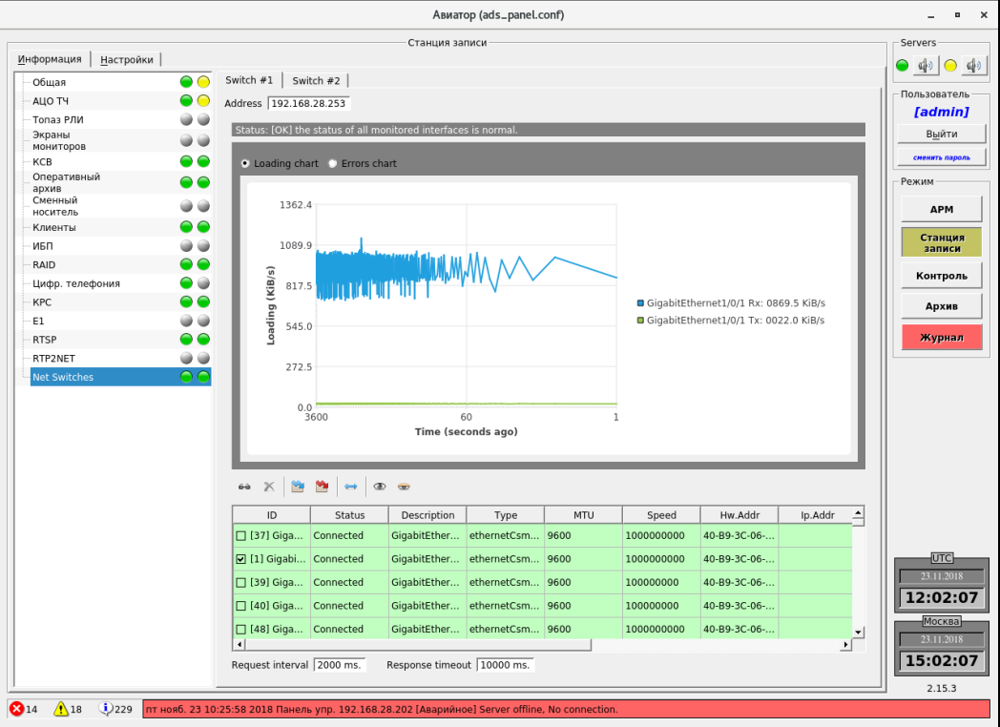 Авиатор (ads_panel.conf)
Станция записи
Информация
Настройки
Общая
АЦО ТЧ
Топаз РЛИ
Экраны
мониторов
КСВ
Оперативный
архив
Сменный
носитель
Клиенты
ИБП
RAID
Цифр. телефония
КРС
E1
RTSP
RTP2NET
Net Switches
Switch #1
Switch #2
Address 192.168.28.253
Status: [OK] the status of all monitored interfaces is normal.
Loading chart
Errors chart
1362.4
1089.9
817.5
545.0
272.5
0.0
Loading (KiB/s)
3600 60 1
Time (seconds ago)
GigabitEthernet1/0/1 Rx: 0869.5 KiB/s
GigabitEthernet1/0/1 Tx: 0022.0 KiB/s
ID Status Description Type MTU Speed Hw.Addr Ip.Addr
[37] Giga... Connected GigabitEther... ethernetCsm... 9600 1000000000 40-B9-3C-06-...
[1] Gigabi... Connected GigabitEther... ethernetCsm... 9600 1000000000 40-B9-3C-06-...
[39] Giga... Connected GigabitEther... ethernetCsm... 9600 100000000 40-B9-3C-06-...
[40] Giga... Connected GigabitEther... ethernetCsm... 9600 100000000 40-B9-3C-06-...
[48] Giga... Connected GigabitEther... ethernetCsm... 9600 1000000000 40-B9-3C-06-...
Request interval 2000 ms. Response timeout 10000 ms.
Servers
Пользователь
[admin]
Выйти
сменить пароль
Режим
АРМ
Станция
записи
Контроль
Архив
Журнал
UTC
23.11.2018
12:02:07
Москва
23.11.2018
15:02:07
2.15.3
14 18 229 пт нояб. 23 10:25:58 2018 Панель упр. 192.168.28.202 [Аварийное] Server offline, No connection.